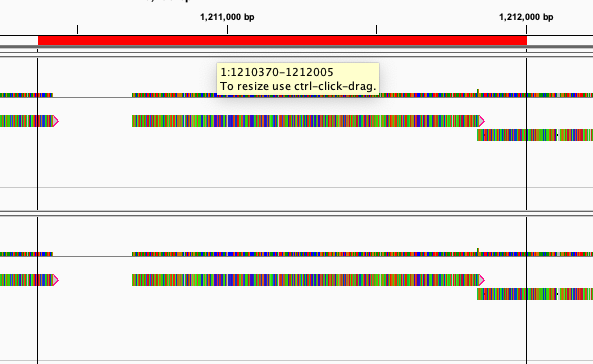 1,211,000 bp
1,212,000 bp
1:1210370-1212005
To resize use ctrl-click-drag.